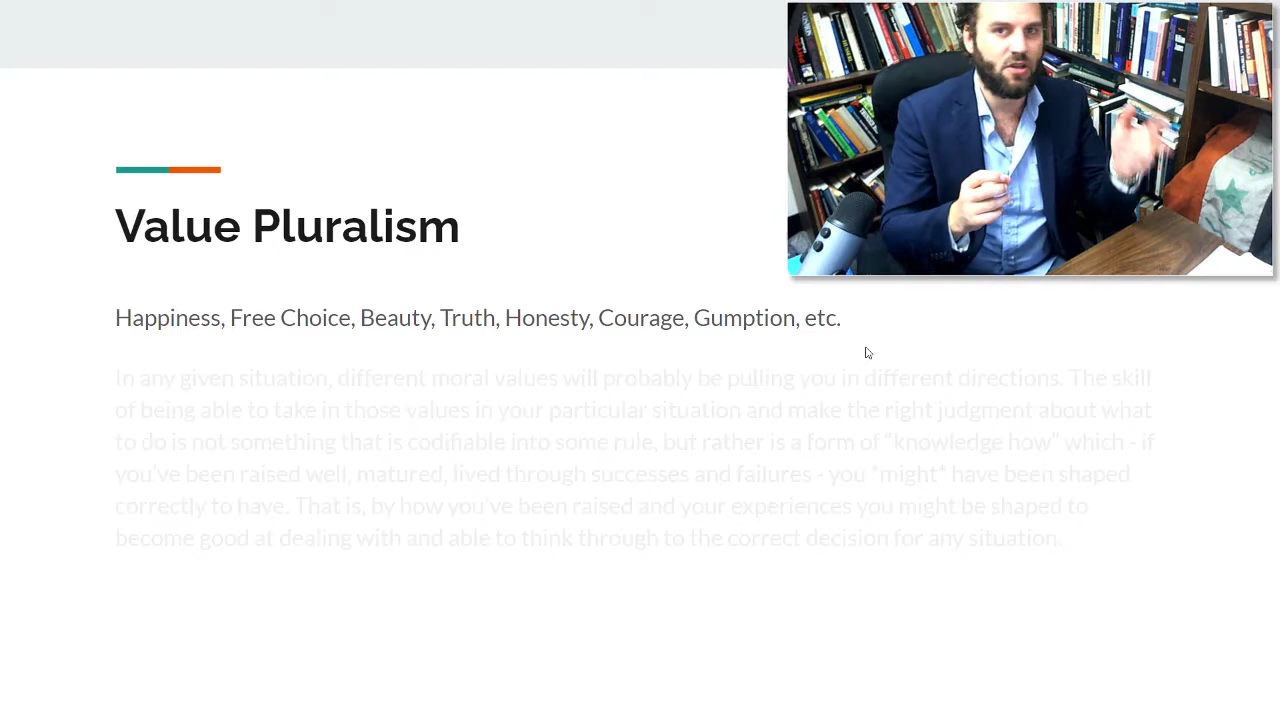 Value Pluralism
Happiness, Free Choice, Beauty, Truth, Honesty, Courage, Gumption, etc.
In any given situation, different moral values will probably be pulling you in different directions. The skill
of being able to take in those values in your particular situation and make the right judgment about what
to do is not something that is codifiable into some rule, but rather is a form of "knowledge how" which - if
you've been raised well, matured, lived through successes and failures - you *might* have been shaped
correctly to have. That is, by how you've been raised and your experiences you might be shaped to
become good at dealing with and able to think through to the correct decision for any situation.